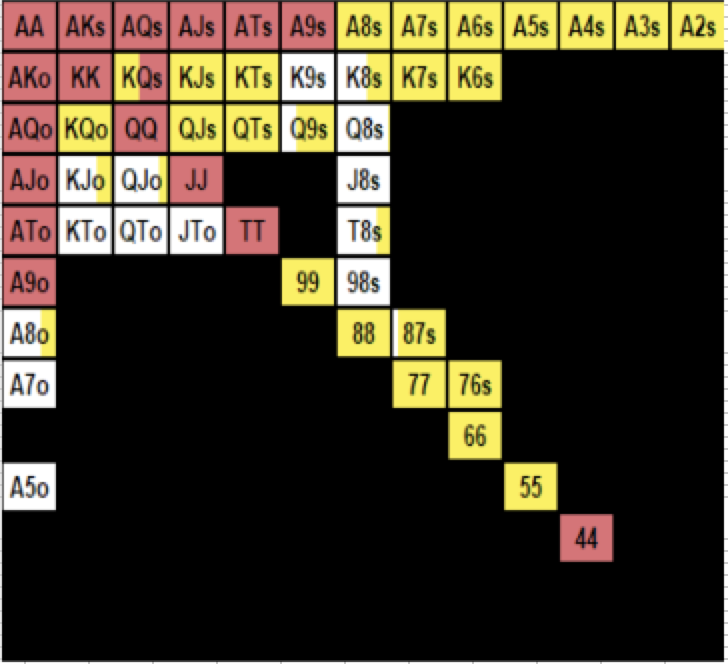 AA AKs AQs AJs ATs A9s A8s A7s A6s A5s A4s A3s A2s
AKo KK KQs KJs KTs K9s K8s K7s K6s
AQo KQo QQ QJs QTs Q9s Q8s
AJo KJo QJo JJ J8s
ATo KTo QTo JTo TT T8s
A9o 99 98s
A8o 88 87s
A7o 77 76s
66
A5o 55
44